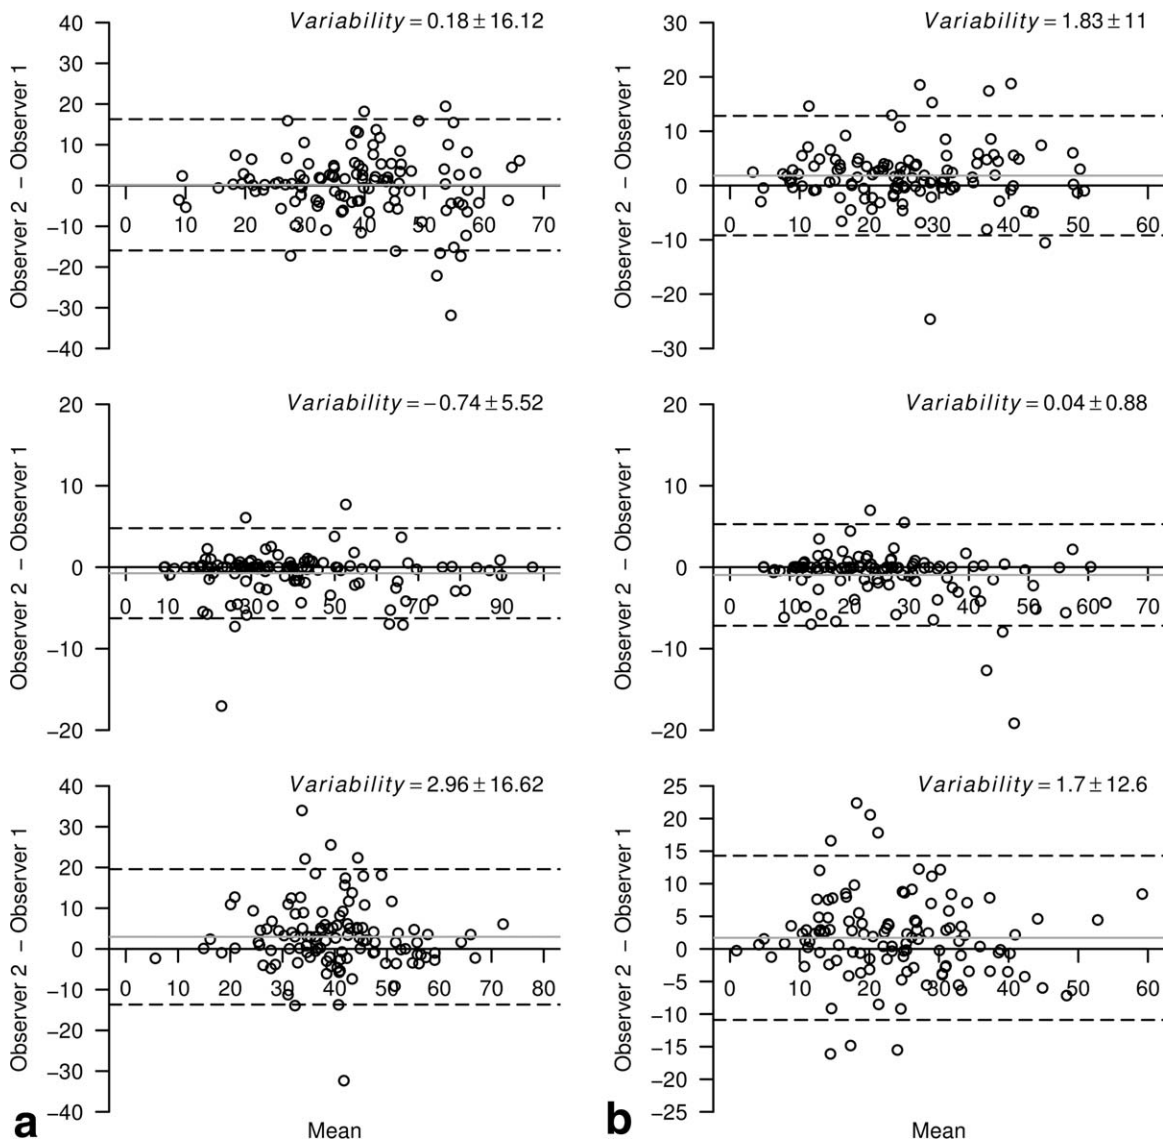 Variability = 0.18 ± 16.12
40
30
20
10
0
−10
−20
−30
−40
0 10 20 30 40 50 60 70
Observer 2 − Observer 1
Variability = 1.83 ± 11
30
20
10
0
−10
−20
−30
0 10 20 30 40 50 60
Observer 2 − Observer 1
Variability = −0.74 ± 5.52
20
10
0
−10
−20
0 10 20 30 40 50 60 70 90
Observer 2 − Observer 1
Variability = 0.04 ± 0.88
20
10
0
−10
−20
0 10 20 30 40 50 60 70
Observer 2 − Observer 1
Variability = 2.96 ± 16.62
40
30
20
10
0
−10
−20
−30
−40
0 10 20 30 40 50 60 70 80
Observer 2 − Observer 1
Mean
a
Variability = 1.7 ± 12.6
25
20
15
10
5
0
−5
−10
−15
−20
−25
0 10 20 30 40 50 60
Observer 2 − Observer 1
Mean
b